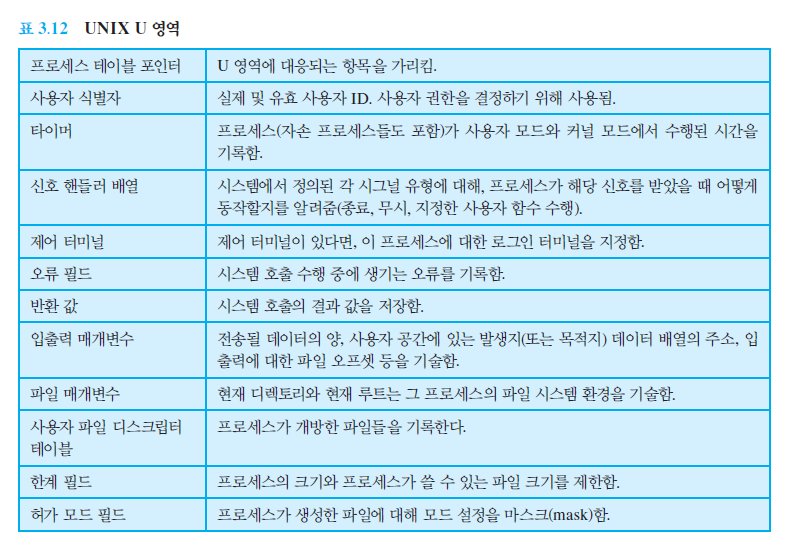 표 3.12 UNIX U 영역
프로세스 테이블 포인터 U 영역에 대응되는 항목을 가리킴.
사용자 식별자 실제 및 유효 사용자 ID. 사용자 권한을 결정하기 위해 사용됨.
타이머 프로세스(자손 프로세스들도 포함)가 사용자 모드와 커널 모드에서 수행된 시간을
기록함.
신호 핸들러 배열 시스템에서 정의된 각 시그널 유형에 대해, 프로세스가 해당 신호를 받았을 때 어떻게
동작할지를 알려줌(종료, 무시, 지정한 사용자 함수 수행).
제어 터미널 제어 터미널이 있다면, 이 프로세스에 대한 로그인 터미널을 지정함.
오류 필드 시스템 호출 수행 중에 생기는 오류를 기록함.
반환 값 시스템 호출의 결과 값을 저장함.
입출력 매개변수 전송될 데이터의 양, 사용자 공간에 있는 발생지(또는 목적지) 데이터 배열의 주소, 입
출력에 대한 파일 오프셋 등을 기술함.
파일 매개변수 현재 디렉토리와 현재 루트는 그 프로세스의 파일 시스템 환경을 기술함.
사용자 파일 디스크립터 프로세스가 개방한 파일들을 기록한다.
테이블
한계 필드 프로세스의 크기와 프로세스가 쓸 수 있는 파일 크기를 제한함.
허가 모드 필드 프로세스가 생성한 파일에 대해 모드 설정을 마스크(mask)함.